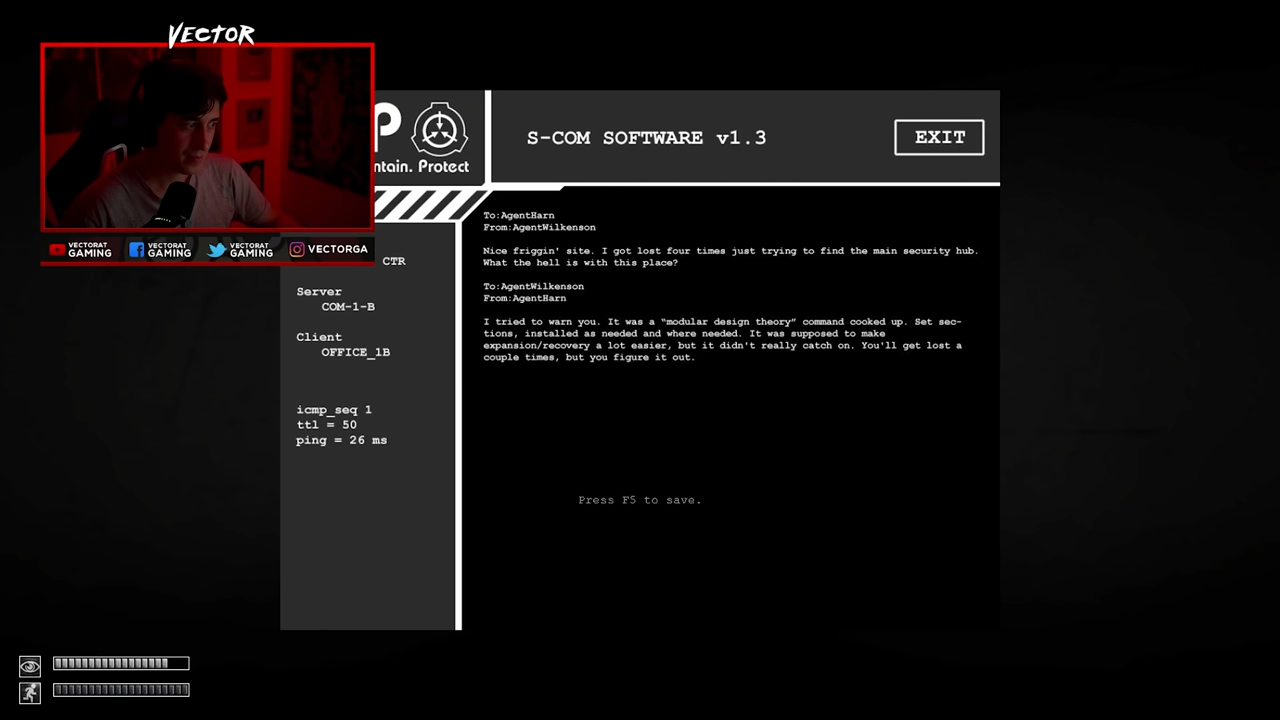 VECTOR
VECTORAT GAMING
VECTORAT GAMING
VECTORAT GAMING
VECTORGA
P
ntain. Protect
S-COM SOFTWARE v1.3
EXIT
CTR
Server
COM-1-B
Client
OFFICE_1B
icmp_seq 1
ttl = 50
ping = 26 ms
To:AgentHarn
From:AgentWilkenson
Nice friggin' site. I got lost four times just trying to find the main security hub.
What the hell is with this place?
To:AgentWilkenson
From:AgentHarn
I tried to warn you. It was a “modular design theory” command cooked up. Set sec-
tions, installed as needed and where needed. It was supposed to make
expansion/recovery a lot easier, but it didn't really catch on. You'll get lost a
couple times, but you figure it out.
Press F5 to save.